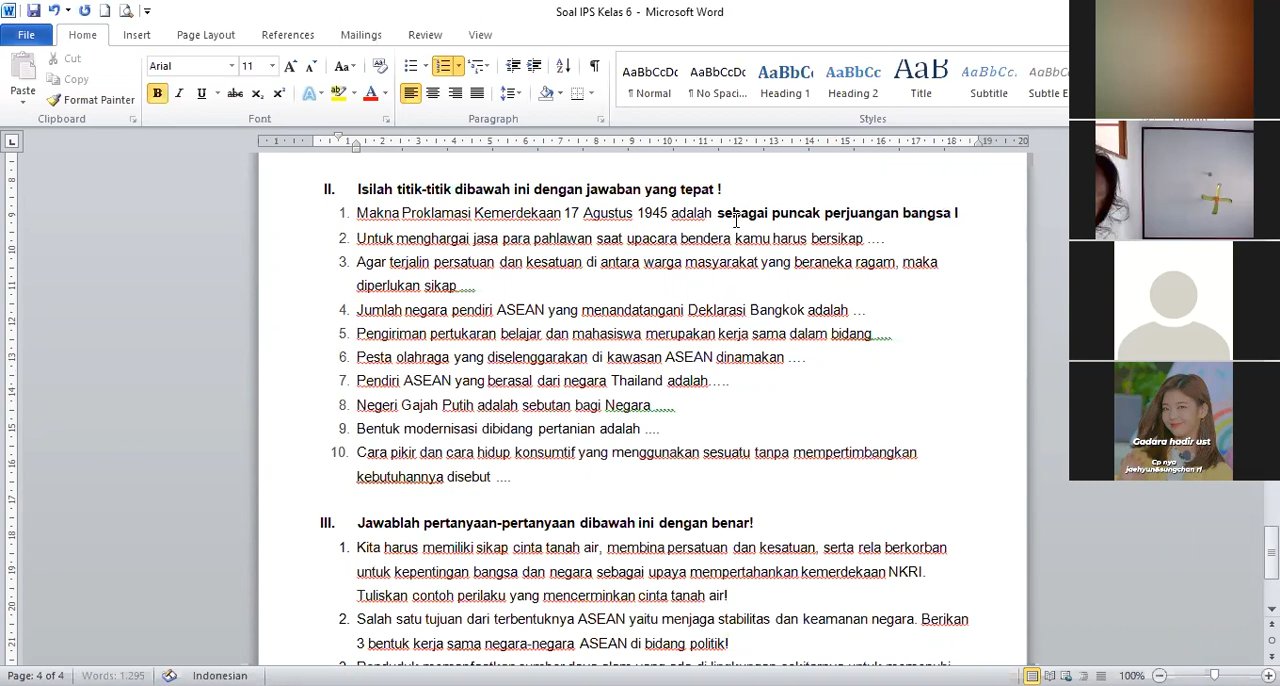 Soal IPS Kelas 6 - Microsoft Word
File Home Insert Page Layout References Mailings Review View
Cut
Copy
Format Painter
Paste
Clipboard
Arial 11
Font
Paragraph
AaBbCcDc AaBbCcDc AaBbC( AaBbCc AaB AaBbCc. AaBbCc
¶ Normal ¶ No Spaci... Heading 1 Heading 2 Title Subtitle Subtle E
Styles
II. Isilah titik-titik dibawah ini dengan jawaban yang tepat !
1. Makna Proklamasi Kemerdekaan 17 Agustus 1945 adalah sebagai puncak perjuangan bangsa I
2. Untuk menghargai jasa para pahlawan saat upacara bendera kamu harus bersikap ....
3. Agar terjalin persatuan dan kesatuan di antara warga masyarakat yang beraneka ragam, maka
diperlukan sikap....
4. Jumlah negara pendiri ASEAN yang menandatangani Deklarasi Bangkok adalah ...
5. Pengiriman pertukaran belajar dan mahasiswa merupakan kerja sama dalam bidang.....
6. Pesta olahraga yang diselenggarakan di kawasan ASEAN dinamakan ....
7. Pendiri ASEAN yang berasal dari negara Thailand adalah.....
8. Negeri Gajah Putih adalah sebutan bagi Negara......
9. Bentuk modernisasi dibidang pertanian adalah ....
10. Cara pikir dan cara hidup konsumtif yang menggunakan sesuatu tanpa mempertimbangkan
kebutuhannya disebut ....
III. Jawablah pertanyaan-pertanyaan dibawah ini dengan benar!
1. Kita harus memiliki sikap cinta tanah air, membina persatuan dan kesatuan, serta rela berkorban
untuk kepentingan bangsa dan negara sebagai upaya mempertahankan kemerdekaan NKRI.
Tuliskan contoh perilaku yang mencerminkan cinta tanah air!
2. Salah satu tujuan dari terbentuknya ASEAN yaitu menjaga stabilitas dan keamanan negara. Berikan
3 bentuk kerja sama negara-negara ASEAN di bidang politik!
Page: 4 of 4 Words: 1.295 Indonesian 100%
Gadara hadir ust
Cp nya
jaehyun&sungchan ri